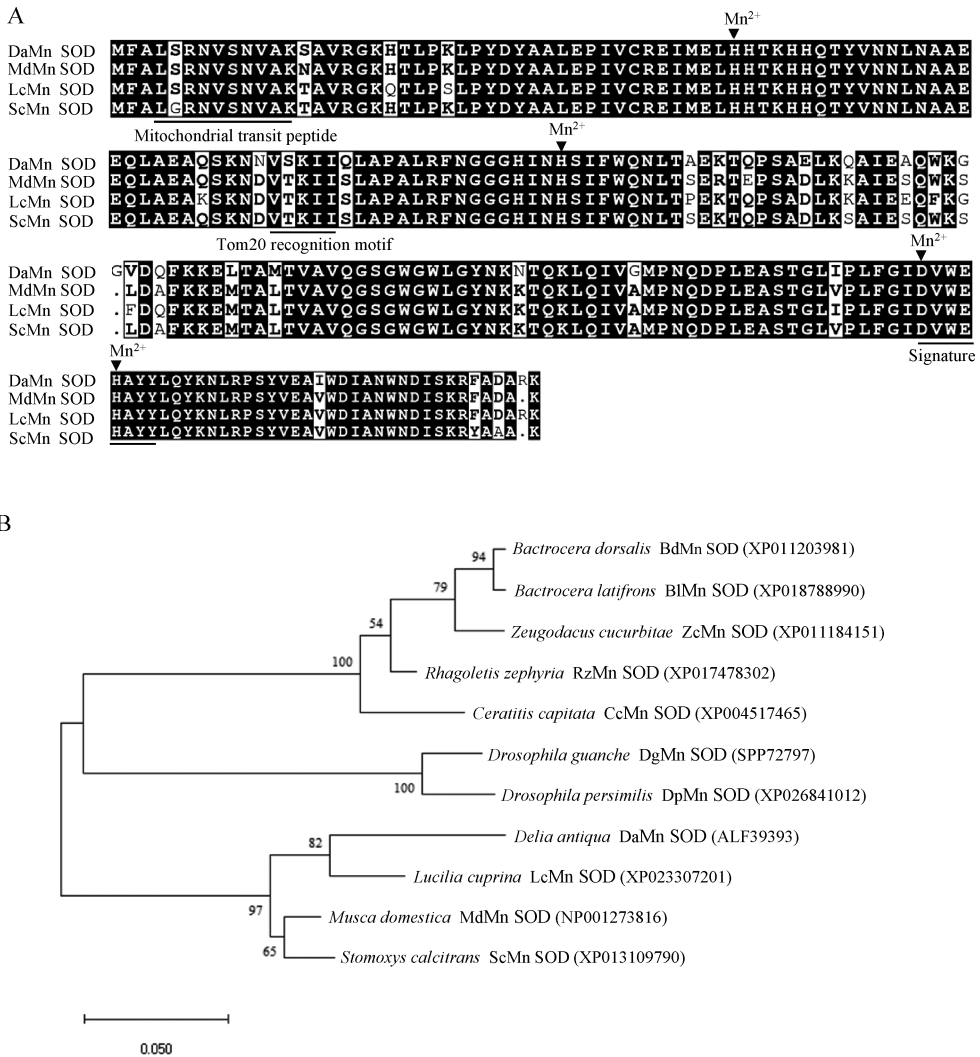 A
Mn2+
DaMn SOD MFALSRNVSNVAKSAVRGKHTLPKLPYDYAALEPIVCREIMELHHTKHHQTYVNNLNAAE
MdMn SOD MFALSRNVSNVAKNAVRGKHTLPKLPYDYAALEPIVCREIMELHHTKHHQTYVNNLNAAE
LcMn SOD MFALSRNVSNVAKTAVRGKQTLPSLPYDYAALEPIVCREIMELHHTKHHQTYVNNLNAAE
ScMn SOD MFALGRNVSNVAKTAVRGKHTLPKLPYDYAALEPIVCREIMELHHTKHHQTYVNNLNAAE
Mitochondrial transit peptide
Mn2+
DaMn SOD EQLAEAQSKNNVSKIIQLAPALRFNGGGHINHSIFWQNLTAEKTQPSAELKQAIEAQWKG
MdMn SOD EQLAEAQSKNDVTKIISLAPALRFNGGGHINHSIFWQNLTSERTEPSADLKKAIESQWKS
LcMn SOD EQLAEAKSKNDVTKIISLAPALRFNGGGHINHSIFWQNLTPEKTQPSADLKKAIEEQFKG
ScMn SOD EQLAEAQSKNDVTKIISLAPALRFNGGGHINHSIFWQNLTSEKTQPSADLKSAIESQWKS
Tom20 recognition motif
Mn2+
DaMn SOD GVDQFKKELTAMTVAVQGSGWGWLGYNKNTQKLQIVGMPNQDPLEASTGLIPLFGIDVWE
MdMn SOD .LDAFKKEMTALTVAVQGSGWGWLGYNKKTQKLQIVAMPNQDPLEASTGLVPLFGIDVWE
LcMn SOD .FDQFKKEMTALTVAVQGSGWGWLGYNKKTQKLQIVAMPNQDPLEASTGLIPLFGIDVWE
ScMn SOD .LDAFKKEMTALTVAVQGSGWGWLGYNKKTQKLQIVAMPNQDPLEASTGLVPLFGIDVWE
Signature
Mn2+
DaMn SOD HAYYLQYKNLRPSYVEAIWDIANWNDISKRFADARK
MdMn SOD HAYYLQYKNLRPSYVEAVWDIANWNDISKRFADA.K
LcMn SOD HAYYLQYKNLRPSYVEAVWDIANWNDISKRFADARK
ScMn SOD HAYYLQYKNLRPSYVEAVWDIANWNDISKRYAAA.K
B
94
Bactrocera dorsalis BdMn SOD (XP011203981)
79
Bactrocera latifrons BlMn SOD (XP018788990)
54
Zeugodacus cucurbitae ZcMn SOD (XP011184151)
100
Rhagoletis zephyria RzMn SOD (XP017478302)
Ceratitis capitata CcMn SOD (XP004517465)
Drosophila guanche DgMn SOD (SPP72797)
100
Drosophila persimilis DpMn SOD (XP026841012)
82
Delia antiqua DaMn SOD (ALF39393)
Lucilia cuprina LcMn SOD (XP023307201)
97
Musca domestica MdMn SOD (NP001273816)
65
Stomoxys calcitrans ScMn SOD (XP013109790)
0.050